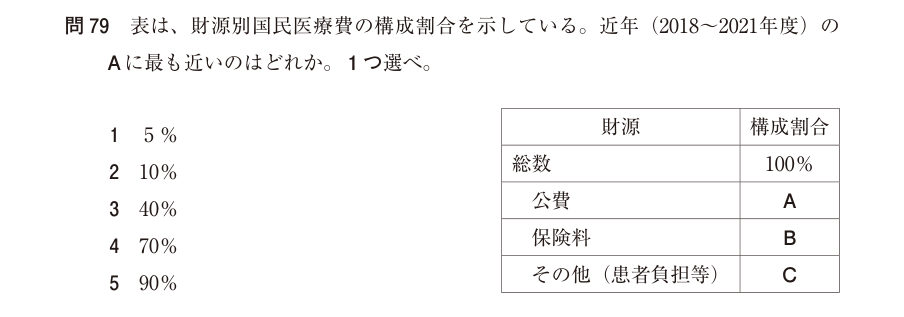 問79 表は、財源別国民医療費の構成割合を示している。近年（2018～2021年度）の
Aに最も近いのはどれか。1つ選べ。
1 5%
2 10%
3 40%
4 70%
5 90%
財源 構成割合
総数 100%
公費 A
保険料 B
その他（患者負担等） C